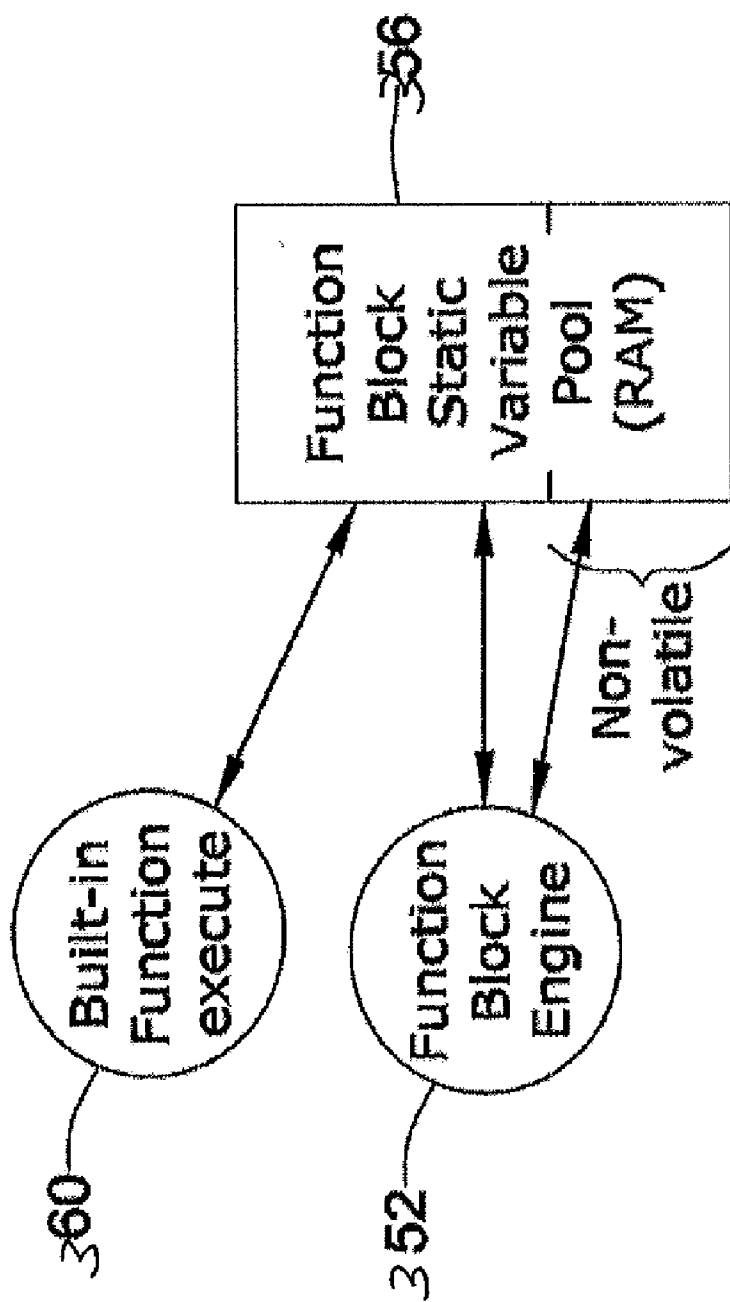 360
Built-in
Function
execute
352
Function
Block
Engine
Function
Block
Static
Variable
Pool
(RAM)
356
Non-
volatile